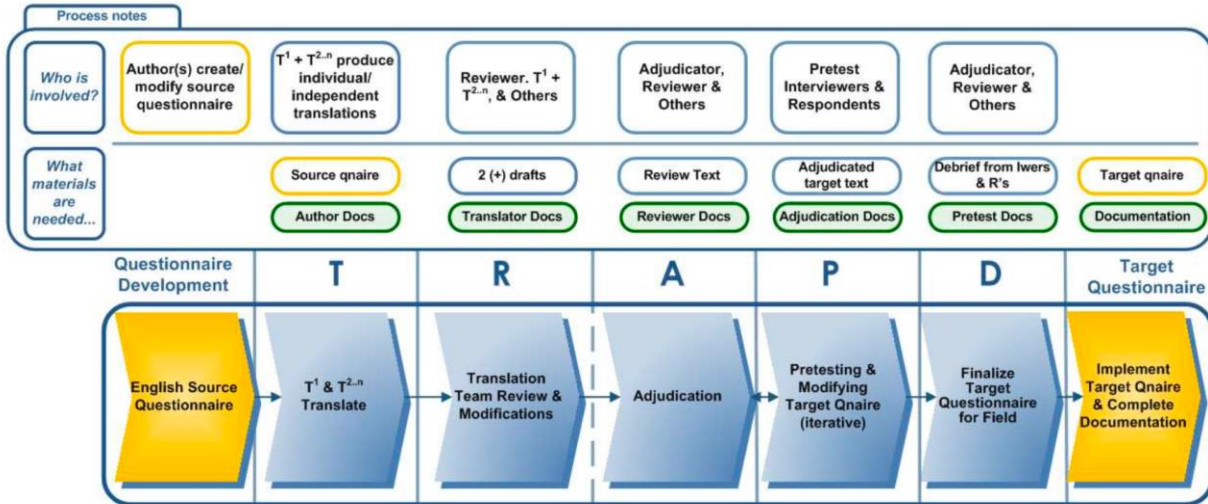 Process notes
Who is
involved?
Author(s) create/
modify source
questionnaire
T¹ + T²··ⁿ produce
individual/
independent
translations
Reviewer. T¹ +
T²··ⁿ, & Others
Adjudicator,
Reviewer &
Others
Pretest
Interviewers &
Respondents
Adjudicator,
Reviewer &
Others
What
materials
are
needed...
Source qnaire
2 (+) drafts
Review Text
Adjudicated
target text
Debrief from Iwers
& R's
Target qnaire
Author Docs
Translator Docs
Reviewer Docs
Adjudication Docs
Pretest Docs
Documentation
Questionnaire
Development
T
R
A
P
D
Target
Questionnaire
English Source
Questionnaire
T¹ & T²··ⁿ
Translate
Translation
Team Review &
Modifications
Adjudication
Pretesting &
Modifying
Target Qnaire
(iterative)
Finalize
Target
Questionnaire
for Field
Implement
Target Qnaire
& Complete
Documentation